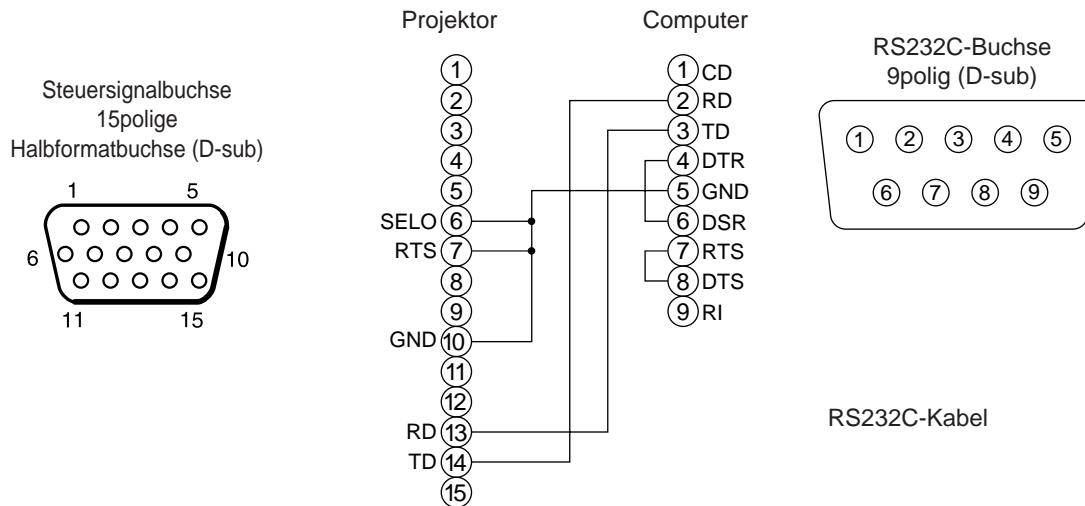 Steuersignalbuchse
15polige
Halbformatbuchse (D-sub)
1 5
6 10
11 15
Projektor
1
2
3
4
5
SELO 6
RTS 7
8
9
GND 10
11
12
RD 13
TD 14
15
Computer
1 CD
2 RD
3 TD
4 DTR
5 GND
6 DSR
7 RTS
8 DTS
9 RI
RS232C-Buchse
9polig (D-sub)
1 2 3 4 5
6 7 8 9
RS232C-Kabel